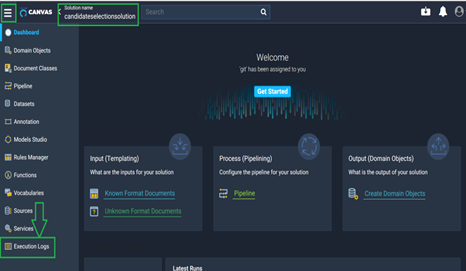 CANVAS
Solution name
candidateselectionsolution
Search
Dashboard
Domain Objects
Document Classes
Pipeline
Datasets
Annotation
Models Studio
Rules Manager
Functions
Vocabularies
Sources
Services
Execution Logs
Welcome
'git' has been assigned to you
Get Started
Input (Templating)
What are the inputs for your solution
Known Format Documents
Unknown Format Documents
Process (Pipelining)
Configure the pipeline for your solution
Pipeline
Output (Domain Objects)
What is the output of your solution
Create Domain Objects
Latest Runs